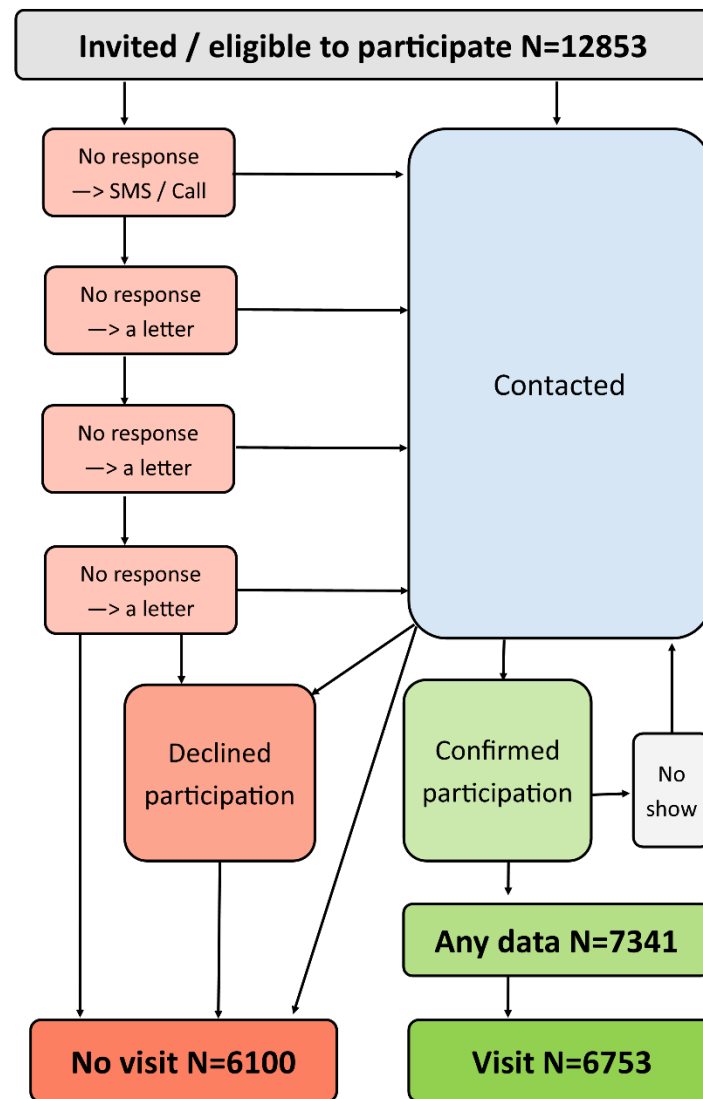 Invited / eligible to participate N=12853
No response
—> SMS / Call
No response
—> a letter
No response
—> a letter
No response
—> a letter
Contacted
Declined
participation
Confirmed
participation
No
show
Any data N=7341
No visit N=6100
Visit N=6753